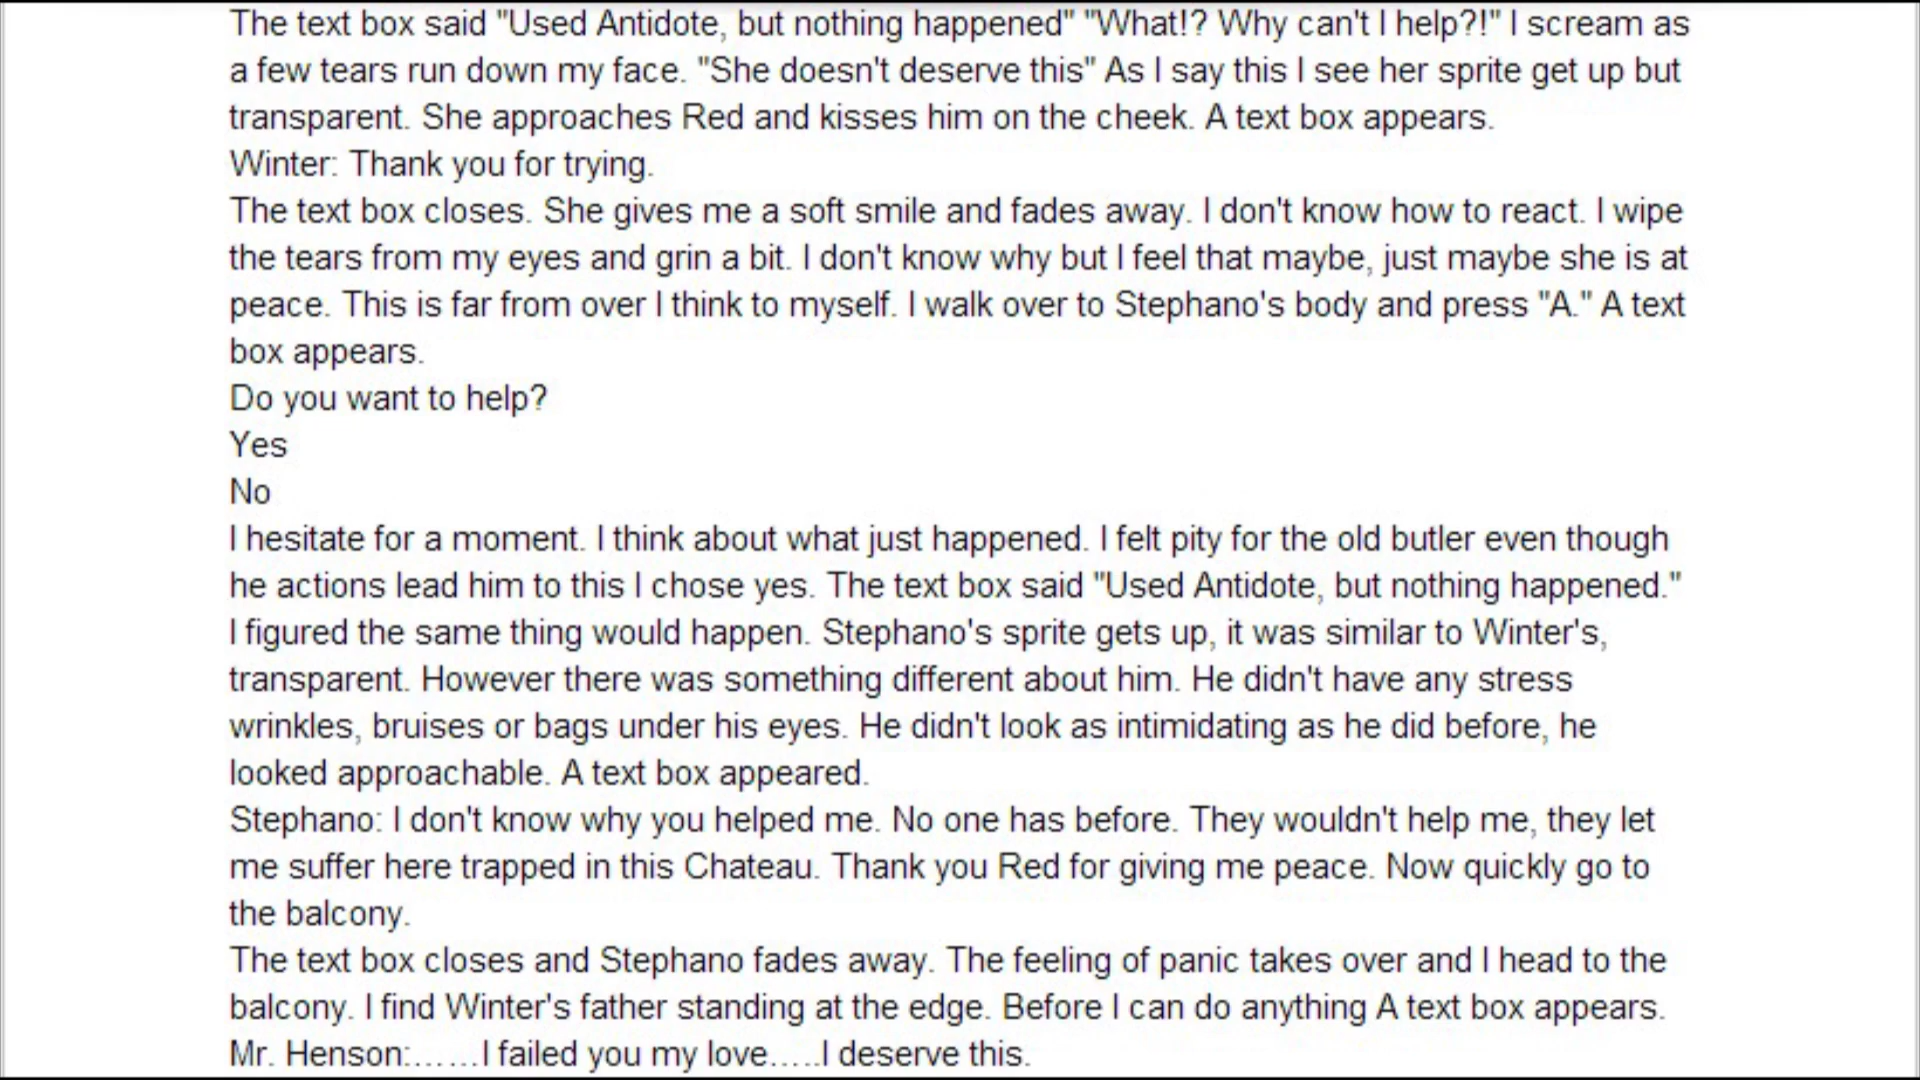 The text box said "Used Antidote, but nothing happened" "What!? Why can't I help?!" I scream as
a few tears run down my face. "She doesn't deserve this" As I say this I see her sprite get up but
transparent. She approaches Red and kisses him on the cheek. A text box appears.
Winter: Thank you for trying.
The text box closes. She gives me a soft smile and fades away. I don't know how to react. I wipe
the tears from my eyes and grin a bit. I don't know why but I feel that maybe, just maybe she is at
peace. This is far from over I think to myself. I walk over to Stephano's body and press "A." A text
box appears.
Do you want to help?
Yes
No
I hesitate for a moment. I think about what just happened. I felt pity for the old butler even though
he actions lead him to this I chose yes. The text box said "Used Antidote, but nothing happened."
I figured the same thing would happen. Stephano's sprite gets up, it was similar to Winter's,
transparent. However there was something different about him. He didn't have any stress
wrinkles, bruises or bags under his eyes. He didn't look as intimidating as he did before, he
looked approachable. A text box appeared.
Stephano: I don't know why you helped me. No one has before. They wouldn't help me, they let
me suffer here trapped in this Chateau. Thank you Red for giving me peace. Now quickly go to
the balcony.
The text box closes and Stephano fades away. The feeling of panic takes over and I head to the
balcony. I find Winter's father standing at the edge. Before I can do anything A text box appears.
Mr. Henson:......I failed you my love.....I deserve this.